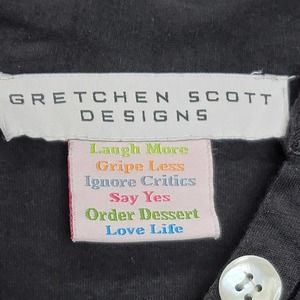 GRETCHEN SCOTT
DESIGNS
Laugh More
Gripe Less
Ignore Critics
Say Yes
Order Dessert
Love Life